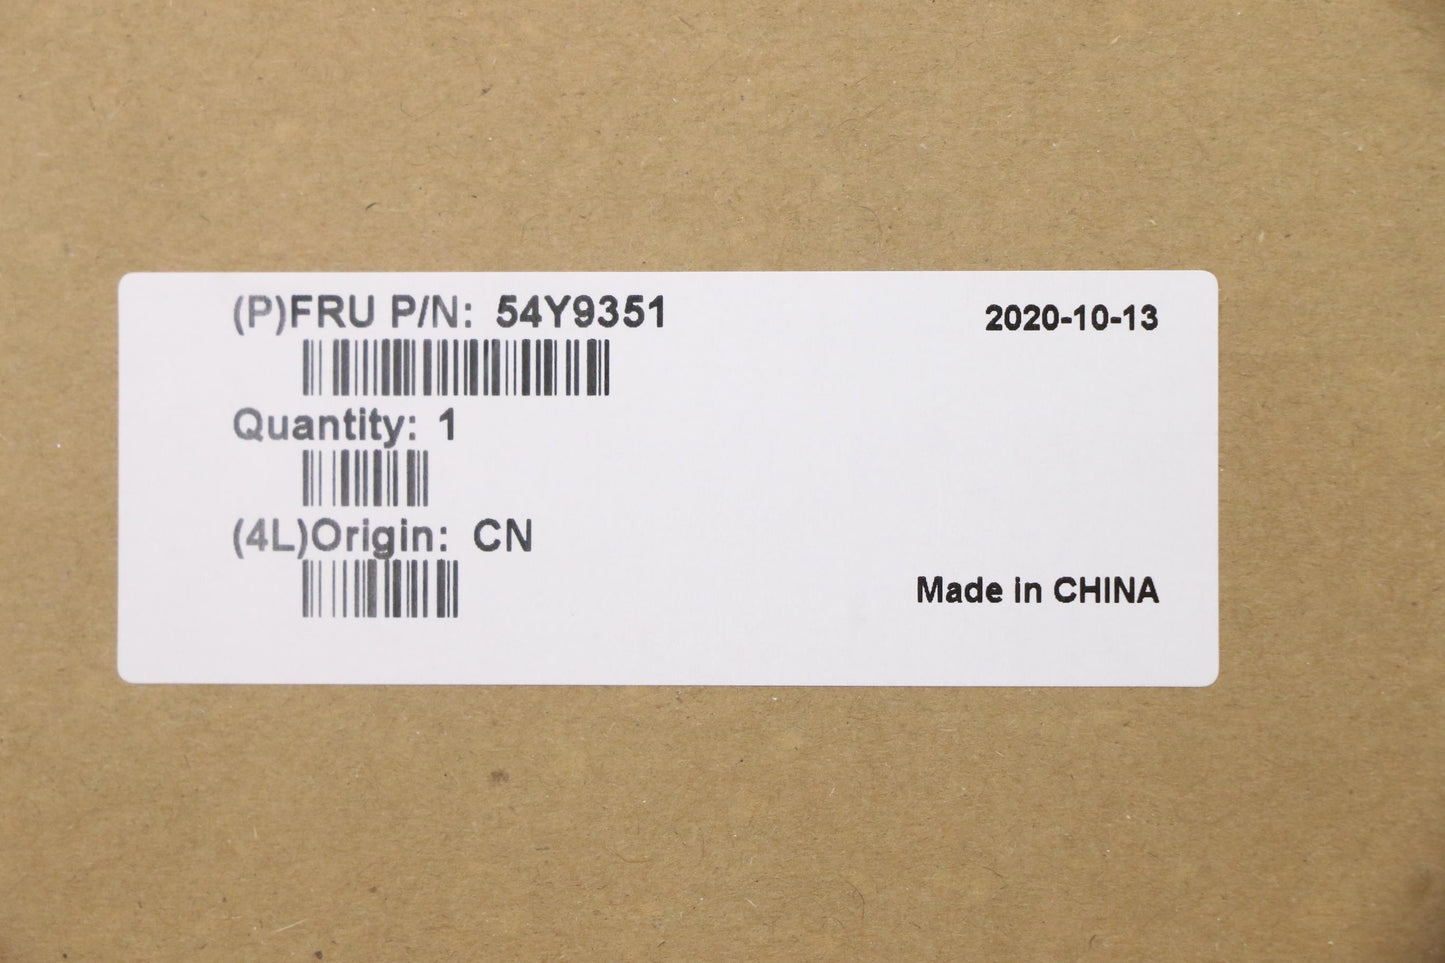 (P)FRU P/N: 54Y9351
2020-10-13
Quantity: 1
(4L)Origin: CN
Made in CHINA